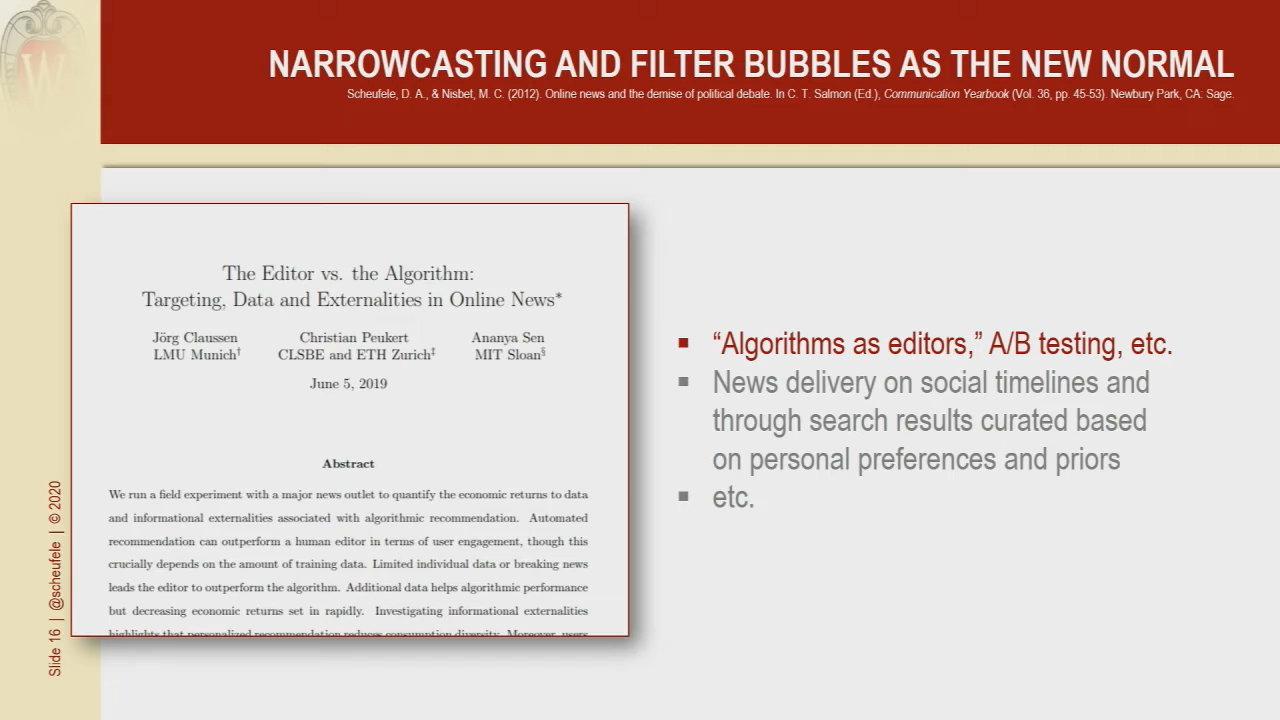 W
NARROWCASTING AND FILTER BUBBLES AS THE NEW NORMAL
Scheufele, D. A., & Nisbet, M. C. (2012). Online news and the demise of political debate. In C. T. Salmon (Ed.), Communication Yearbook (Vol. 36, pp. 45-53). Newbury Park, CA: Sage.
The Editor vs. the Algorithm:
Targeting, Data and Externalities in Online News*
Jörg Claussen Christian Peukert Ananya Sen
LMU Munich† CLSBE and ETH Zurich‡ MIT Sloan§
June 5, 2019
Abstract
We run a field experiment with a major news outlet to quantify the economic returns to data
and informational externalities associated with algorithmic recommendation. Automated
recommendation can outperform a human editor in terms of user engagement, though this
crucially depends on the amount of training data. Limited individual data or breaking news
leads the editor to outperform the algorithm. Additional data helps algorithmic performance
but decreasing economic returns set in rapidly. Investigating informational externalities
highlights that personalized recommendation reduces consumption diversity. Moreover, users
▪ “Algorithms as editors,” A/B testing, etc.
▪ News delivery on social timelines and
through search results curated based
on personal preferences and priors
▪ etc.
Slide 16 | @scheufele | © 2020